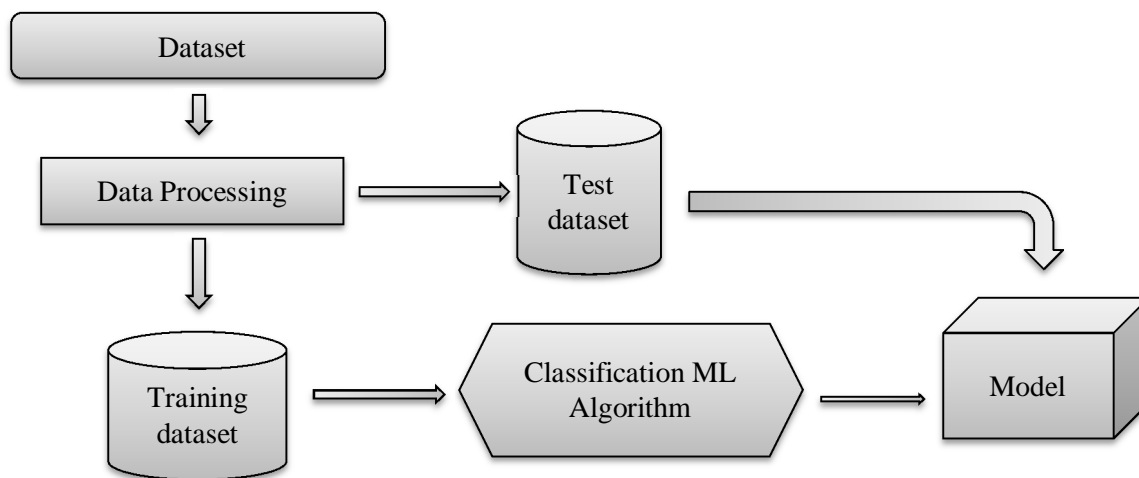 Dataset
Data Processing
Test
dataset
Training
dataset
Classification ML
Algorithm
Model